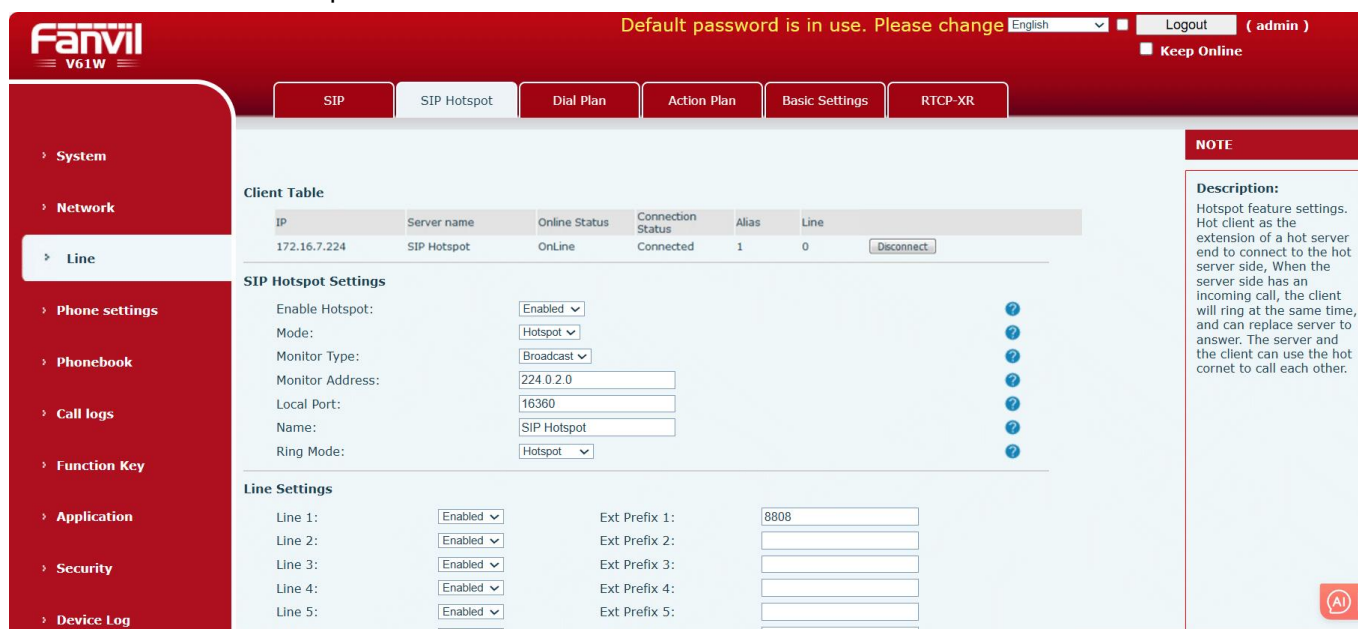 Default password is in use. Please change English Logout ( admin )
Keep Online
Fanvil
V61W
SIP SIP Hotspot Dial Plan Action Plan Basic Settings RTCP-XR
System
Network
Line
Phone settings
Phonebook
Call logs
Function Key
Application
Security
Device Log
Client Table
IP Server name Online Status Connection Status Alias Line
172.16.7.224 SIP Hotspot OnLine Connected 1 0 Disconnect
SIP Hotspot Settings
Enable Hotspot: Enabled ?
Mode: Hotspot ?
Monitor Type: Broadcast ?
Monitor Address: 224.0.2.0 ?
Local Port: 16360 ?
Name: SIP Hotspot ?
Ring Mode: Hotspot ?
Line Settings
Line 1: Enabled Ext Prefix 1: 8808
Line 2: Enabled Ext Prefix 2:
Line 3: Enabled Ext Prefix 3:
Line 4: Enabled Ext Prefix 4:
Line 5: Enabled Ext Prefix 5:
NOTE
Description:
Hotspot feature settings.
Hot client as the
extension of a hot server
end to connect to the hot
server side, When the
server side has an
incoming call, the client
will ring at the same time,
and can replace server to
answer. The server and
the client can use the hot
cornet to call each other.
AI